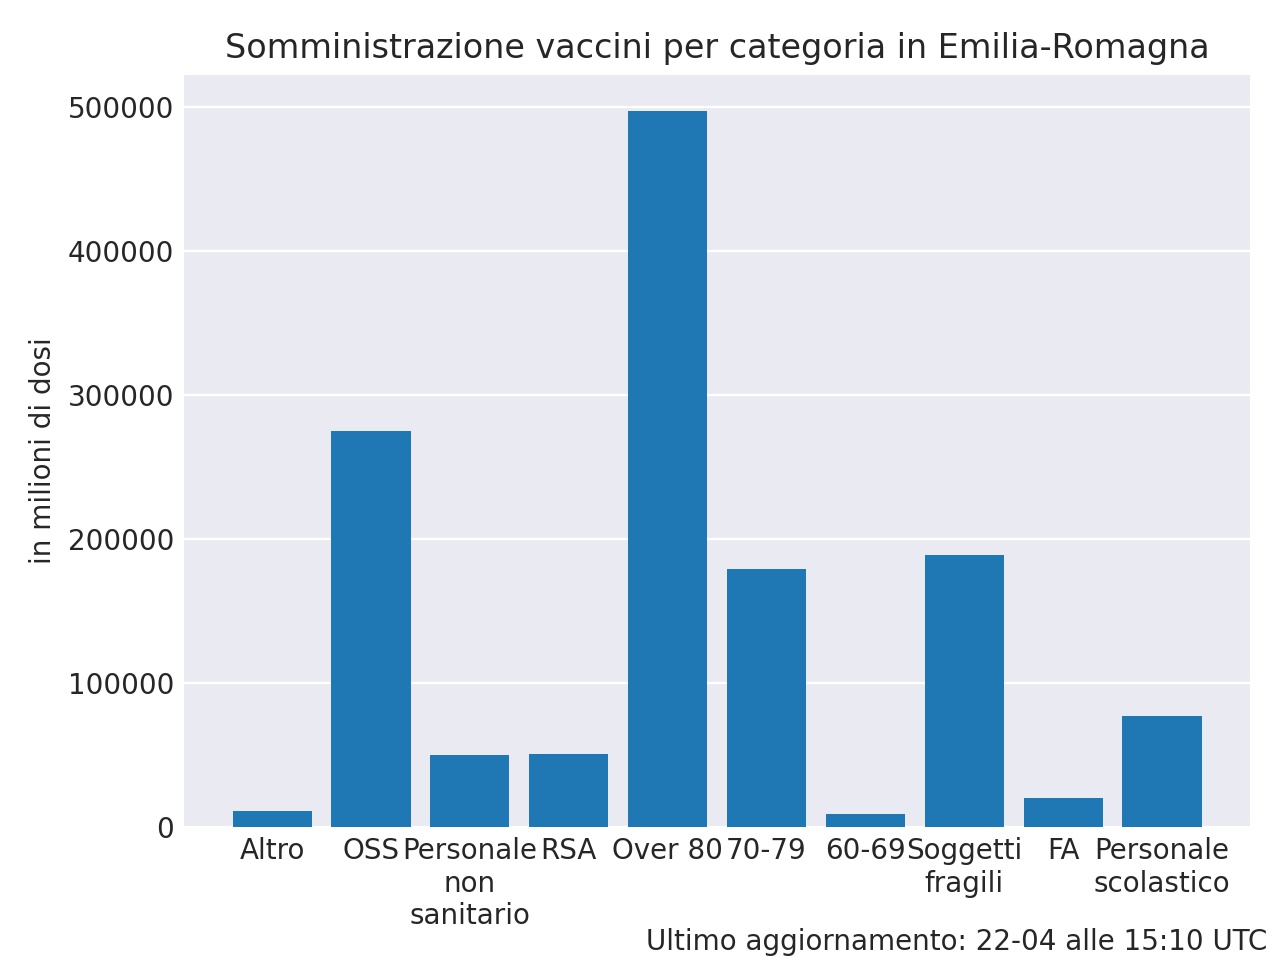 Somministrazione vaccini per categoria in Emilia-Romagna
500000
400000
300000
200000
100000
0
in milioni di dosi
Altro
OSS
Personale
non
sanitario
RSA
Over 80
70-79
60-69
Soggetti
fragili
FA
Personale
scolastico
Ultimo aggiornamento: 22-04 alle 15:10 UTC